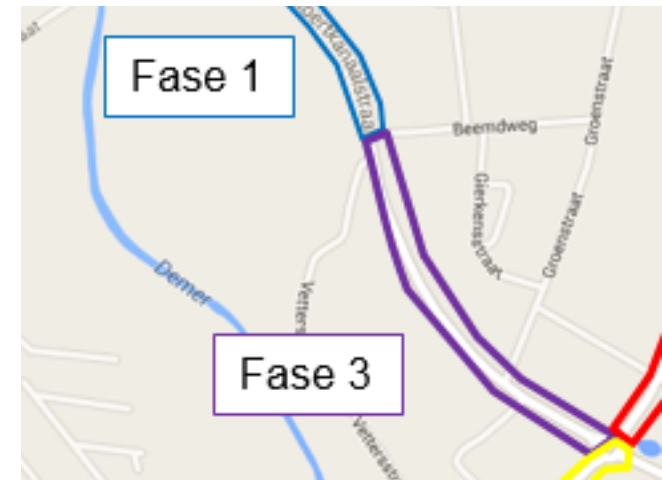 Fase 1
Beemdweg
Groenstraat
Gierkensstraat
Groenstraat
Demer
Fase 3